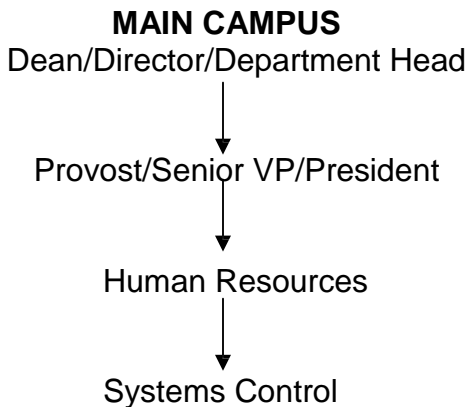 MAIN CAMPUS
Dean/Director/Department Head
Provost/Senior VP/President
Human Resources
Systems Control